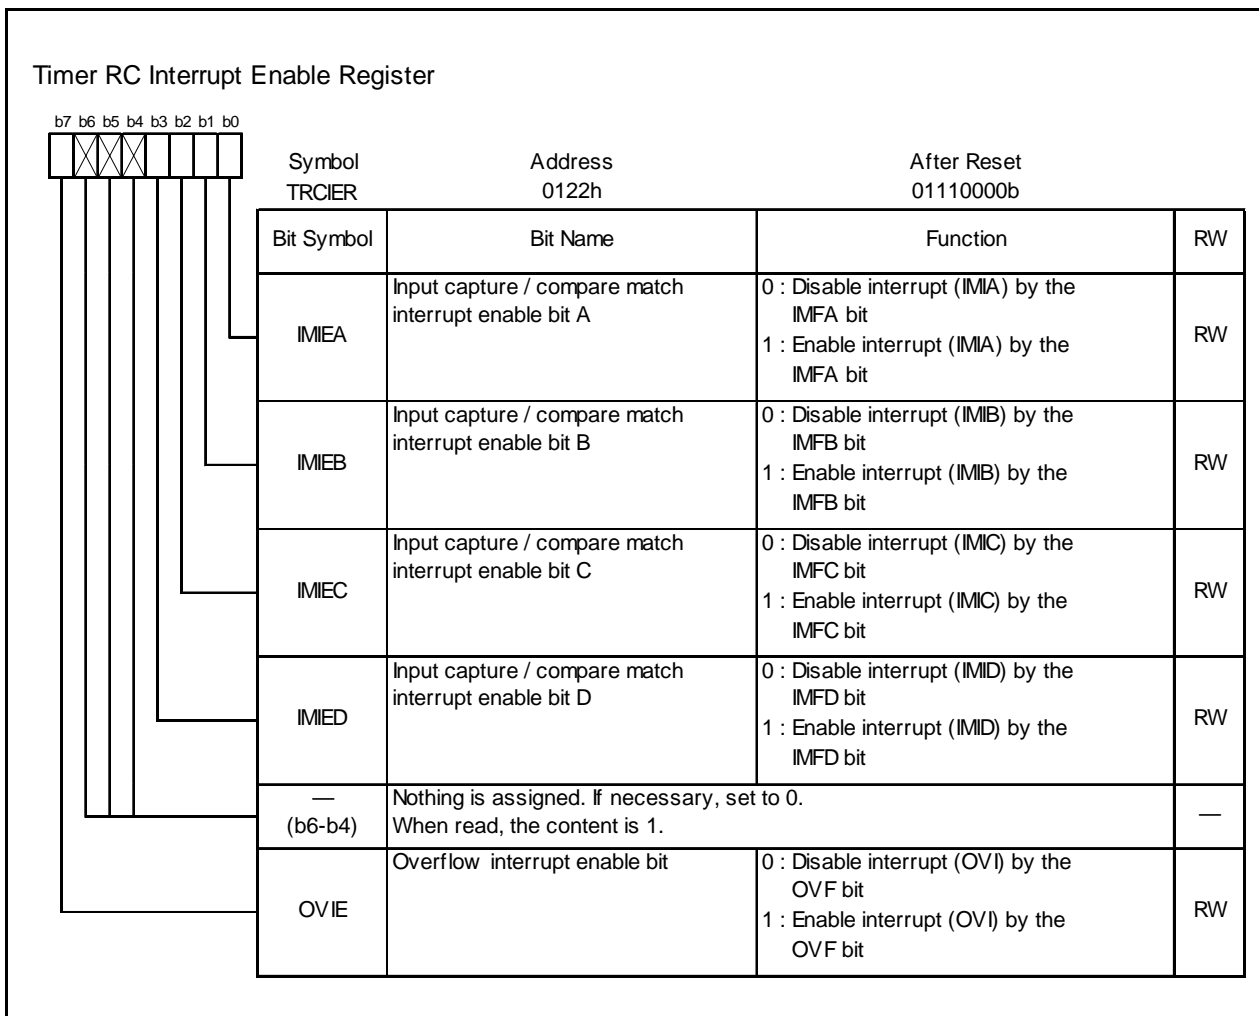 Timer RC Interrupt Enable Register
b7 b6 b5 b4 b3 b2 b1 b0
Symbol Address After Reset
TRCIER 0122h 01110000b
Bit Symbol Bit Name Function RW
IMIEA
Input capture / compare match
interrupt enable bit A
0 : Disable interrupt (IMIA) by the
IMFA bit
1 : Enable interrupt (IMIA) by the
IMFA bit
RW
IMIEB
Input capture / compare match
interrupt enable bit B
0 : Disable interrupt (IMIB) by the
IMFB bit
1 : Enable interrupt (IMIB) by the
IMFB bit
RW
IMIEC
Input capture / compare match
interrupt enable bit C
0 : Disable interrupt (IMIC) by the
IMFC bit
1 : Enable interrupt (IMIC) by the
IMFC bit
RW
IMIED
Input capture / compare match
interrupt enable bit D
0 : Disable interrupt (IMID) by the
IMFD bit
1 : Enable interrupt (IMID) by the
IMFD bit
RW
—
(b6-b4)
Nothing is assigned. If necessary, set to 0.
When read, the content is 1.
—
OVIE
Overflow interrupt enable bit
0 : Disable interrupt (OVI) by the
OVF bit
1 : Enable interrupt (OVI) by the
OVF bit
RW